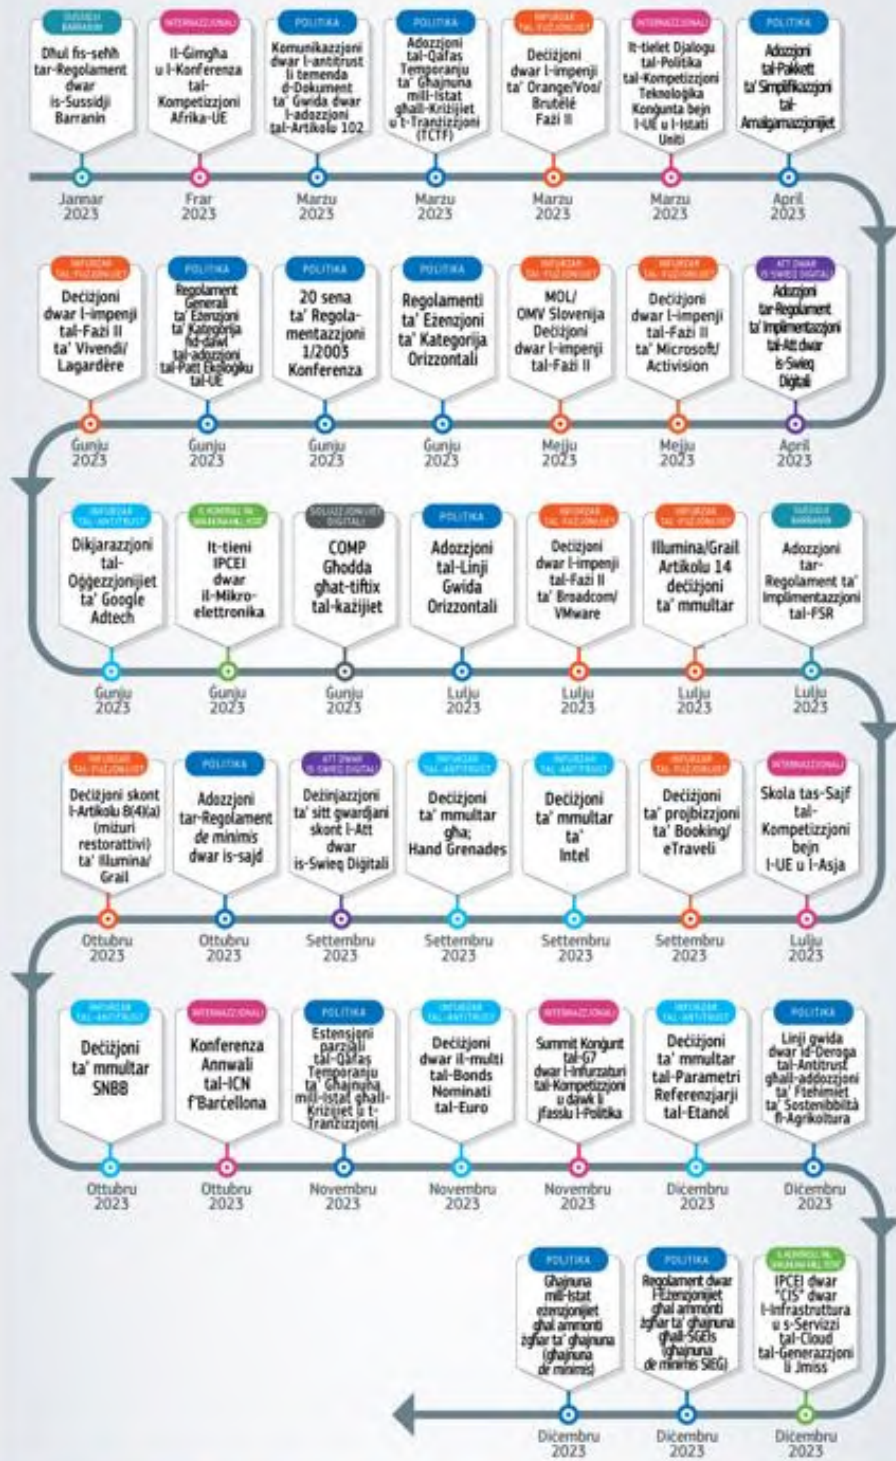 SUSSIDJI
BARRANIN
Dħul fis-seħħ
tar-Regolament
dwar
is-Sussidji
Barranin
Jannar
2023
INTERNAZZJONALI
Il-Ġimgħa
u l-Konferenza
tal-
Kompetizzjoni
Afrika-UE
Frar
2023
POLITIKA
Komunikazzjoni
dwar l-antitrust
li temenda
d-Dokument
ta' Gwida dwar
l-adozzjoni
tal-Artikolu 102
Marzu
2023
POLITIKA
Adozzjoni
tal-Qafas
Temporanju
ta' Għajnuna
mill-Istat
għall-Kriżijiet
u t-Tranżizzjoni
(TCTF)
Marzu
2023
INFURZAR
TAL-FUŻJONIJIET
Deċiżjoni
dwar l-impenji
ta' Orange/Voo/
Brutélé
Fażi II
Marzu
2023
INTERNAZZJONALI
It-tielet Djalogu
tal-Politika
tal-Kompetizzjoni
Teknoloġika
Konġunta bejn
l-UE u l-Istati
Uniti
Marzu
2023
POLITIKA
Adozzjoni
tal-Pakkett
ta' Simplifikazzjoni
tal-
Amalgamazzjonijiet
April
2023
INFURZAR
TAL-FUŻJONIJIET
Deċiżjoni
dwar l-impenji
tal-Fażi II
ta' Vivendi/
Lagardère
Ġunju
2023
POLITIKA
Regolament
Ġenerali
ta' Eżenzjoni
ta' Kategorija
fid-dawl
tal-adozzjoni
tal-Patt Ekoloġiku
tal-UE
Ġunju
2023
POLITIKA
20 sena
ta' Regola-
mentazzjoni
1/2003
Konferenza
Ġunju
2023
POLITIKA
Regolamenti
ta' Eżenzjoni
ta' Kategorija
Orizzontali
Ġunju
2023
INFURZAR
TAL-FUŻJONIJIET
MOL/
OMV Slovenija
Deċiżjoni
dwar l-impenji
tal-Fażi II
Mejju
2023
INFURZAR
TAL-FUŻJONIJIET
Deċiżjoni
dwar l-impenji
tal-Fażi II
ta' Microsoft/
Activision
Mejju
2023
ATT DWAR
IS-SWIEQ DIĠITALI
Adozzjoni
tar-Regolament
ta' Implimentazzjoni
tal-Att dwar
is-Swieq
Diġitali
April
2023
INFURZAR
TAL-ANTITRUST
Dikjarazzjoni
tal-
Oġġezzjonijiet
ta' Google
Adtech
Ġunju
2023
It-tieni
IPCEI
dwar
il-Mikro-
elettronika
Ġunju
2023
SOLUZZJONIJIET
DIĠITALI
COMP
Għodda
għat-tiftix
tal-każijiet
Ġunju
2023
POLITIKA
Adozzjoni
tal-Linji
Gwida
Orizzontali
Lulju
2023
INFURZAR
TAL-FUŻJONIJIET
Deċiżjoni
dwar l-impenji
tal-Fażi II
ta' Broadcom/
VMware
Lulju
2023
INFURZAR
TAL-FUŻJONIJIET
Illumina/Grail
Artikolu 14
deċiżjoni
ta' mmultar
Lulju
2023
SUSSIDJI
BARRANIN
Adozzjoni
tar-
Regolament ta'
Implimentazzjoni
tal-FSR
Lulju
2023
INFURZAR
TAL-FUŻJONIJIET
Deċiżjoni skont
l-Artikolu 8(4)(a)
(miżuri
restorattivi)
ta' Illumina/
Grail
Ottubru
2023
POLITIKA
Adozzjoni
tar-Regolament
de minimis
dwar is-sajd
Ottubru
2023
ATT DWAR
IS-SWIEQ DIĠITALI
Deżinjazzjoni
ta' sitt gwardjani
skont l-Att
dwar
is-Swieq Diġitali
Settembru
2023
INFURZAR
TAL-ANTITRUST
Deċiżjoni
ta' mmultar
għa;
Hand Grenades
Settembru
2023
INFURZAR
TAL-ANTITRUST
Deċiżjoni
ta' mmultar
ta'
Intel
Settembru
2023
INFURZAR
TAL-FUŻJONIJIET
Deċiżjoni
ta' projbizzjoni
ta' Booking/
eTraveli
Settembru
2023
INTERNAZZJONALI
Skola tas-Sajf
tal-
Kompetizzjoni
bejn
l-UE u l-Asja
Lulju
2023
INFURZAR
TAL-ANTITRUST
Deċiżjoni
ta' mmultar
SNBB
Ottubru
2023
INTERNAZZJONALI
Konferenza
Annwali
tal-ICN
f'Barċellona
Ottubru
2023
POLITIKA
Estensjoni
parzjali
tal-Qafas
Temporanju
ta' Għajnuna
mill-Istat għall-
Kriżijiet u t-
Tranżizzjoni
Novembru
2023
INFURZAR
TAL-ANTITRUST
Deċiżjoni
dwar il-multi
tal-Bonds
Nominati
tal-Euro
Novembru
2023
INTERNAZZJONALI
Summit Konġunt
tal-G7
dwar l-Infurzaturi
tal-Kompetizzjoni
u dawk li
jfasslu l-Politika
Novembru
2023
INFURZAR
TAL-ANTITRUST
Deċiżjoni
ta' mmultar
tal-Parametri
Referenzjarji
tal-Etanol
Diċembru
2023
POLITIKA
Linji gwida
dwar id-Deroga
tal-Antitrust
għall-addozzjoni
ta' Ftehimiet
ta' Sostenibbiltà
fl-Agrikoltura
Diċembru
2023
POLITIKA
Għajnuna
mill-Istat
eżenzjonijiet
għal ammonti
żgħar ta' għajnuna
(għajnuna
de minimis)
Diċembru
2023
POLITIKA
Regolament dwar
l-Eżenzjonijiet
għal ammonti
żgħar ta' għajnuna
għall-SGEIs
(għajnuna
de minimis SIEĠ)
Diċembru
2023
IPCEI dwar
"CIS" dwar
l-Infrastruttura
u s-Servizzi
tal-Cloud
tal-Ġenerazzjoni
li Jmiss
Diċembru
2023